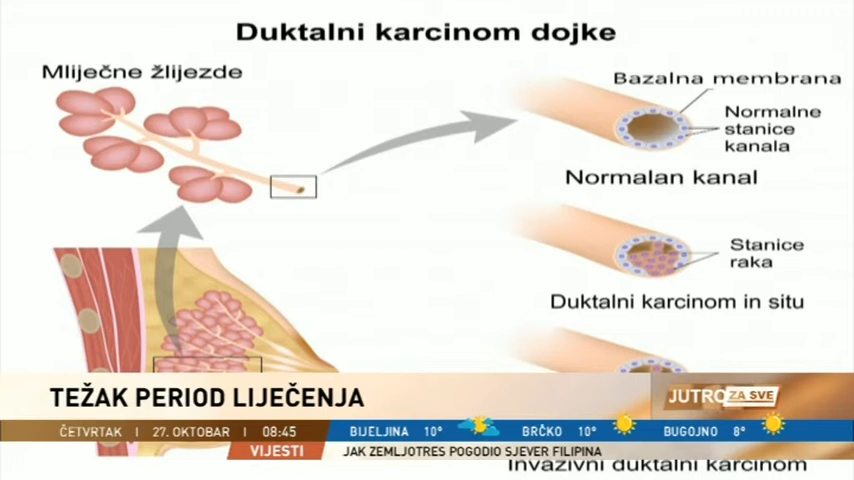 Duktalni karcinom dojke
Mliječne žlijezde
Bazalna membrana
Normalne
stanice
kanala
Normalan kanal
Stanice
raka
Duktalni karcinom in situ
TEŽAK PERIOD LIJEČENJA
JUTRO ZA SVE
ČETVRTAK | 27. OKTOBAR | 08:45
BIJELJINA 10° BRČKO 10° BUGOJNO 8°
VIJESTI JAK ZEMLJOTRES POGODIO SJEVER FILIPINA
Invazivni duktalni karcinom